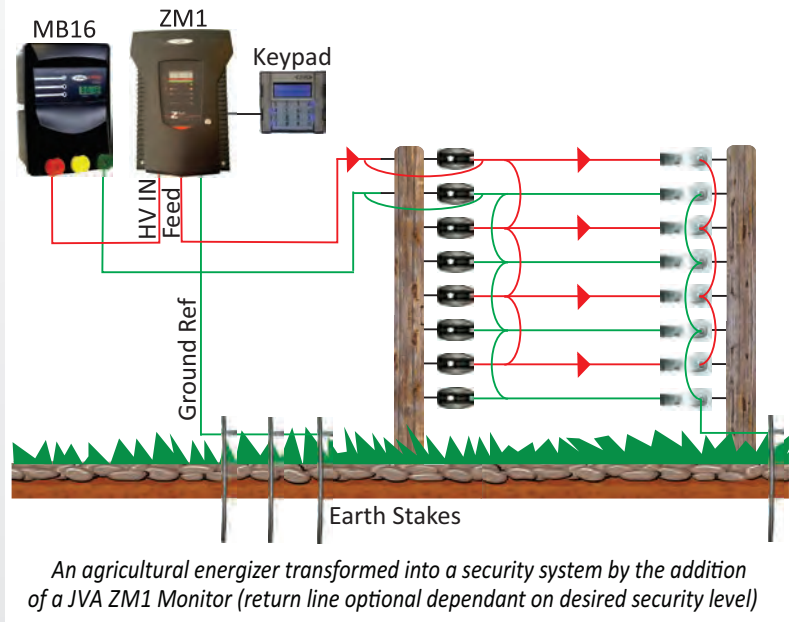 MB16
ZM1
Keypad
HV IN
Feed
Ground Ref
Earth Stakes
An agricultural energizer transformed into a security system by the addition
of a JVA ZM1 Monitor (return line optional dependant on desired security level)